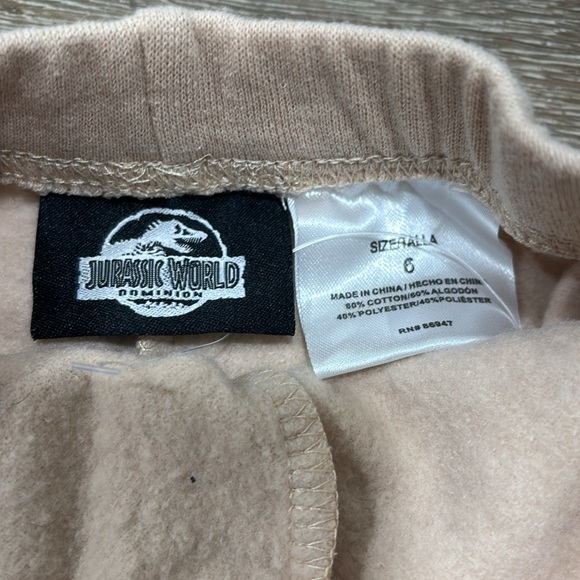 JURASSIC WORLD
DOMINION
SIZE/TALLA
6
MADE IN CHINA / HECHO EN CHIN
60% COTTON/60% ALGODÓN
40% POLYESTER/40% POLIÉSTER
RN# 86947